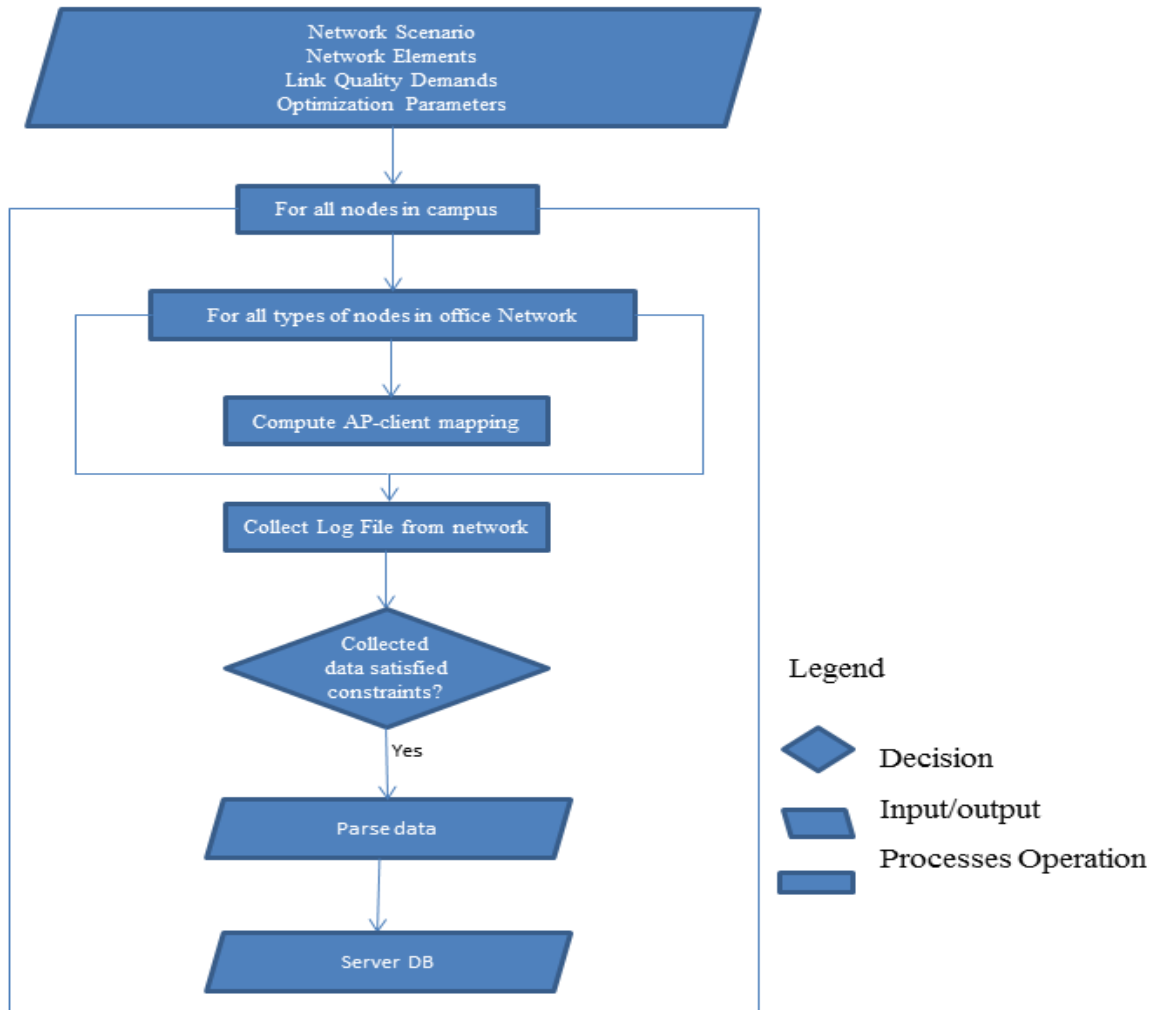 Network Scenario
Network Elements
Link Quality Demands
Optimization Parameters
For all nodes in campus
For all types of nodes in office Network
Compute AP-client mapping
Collect Log File from network
Collected
data satisfied
constraints?
Yes
Parse data
Server DB
Legend
Decision
Input/output
Processes Operation